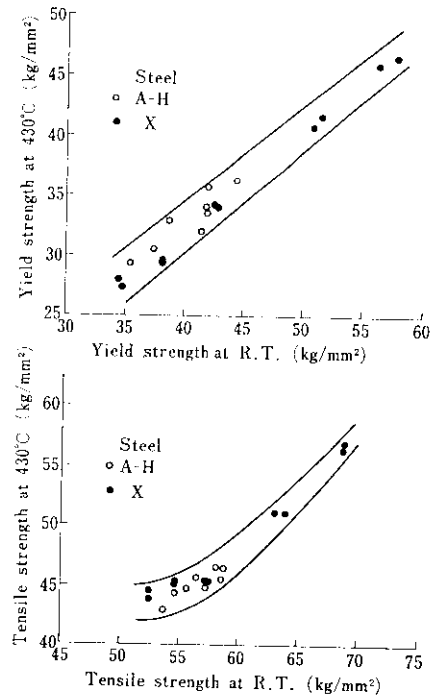 50
45
40
35
30
25
Yield strength at 430°C (kg/mm²)
Steel
○ A-H
● X
30 35 40 45 50 55 60
Yield strength at R.T. (kg/mm²)
60
55
50
45
40
Tensile strength at 430°C (kg/mm²)
Steel
○ A-H
● X
45 50 55 60 65 70 75
Tensile strength at R.T. (kg/mm²)